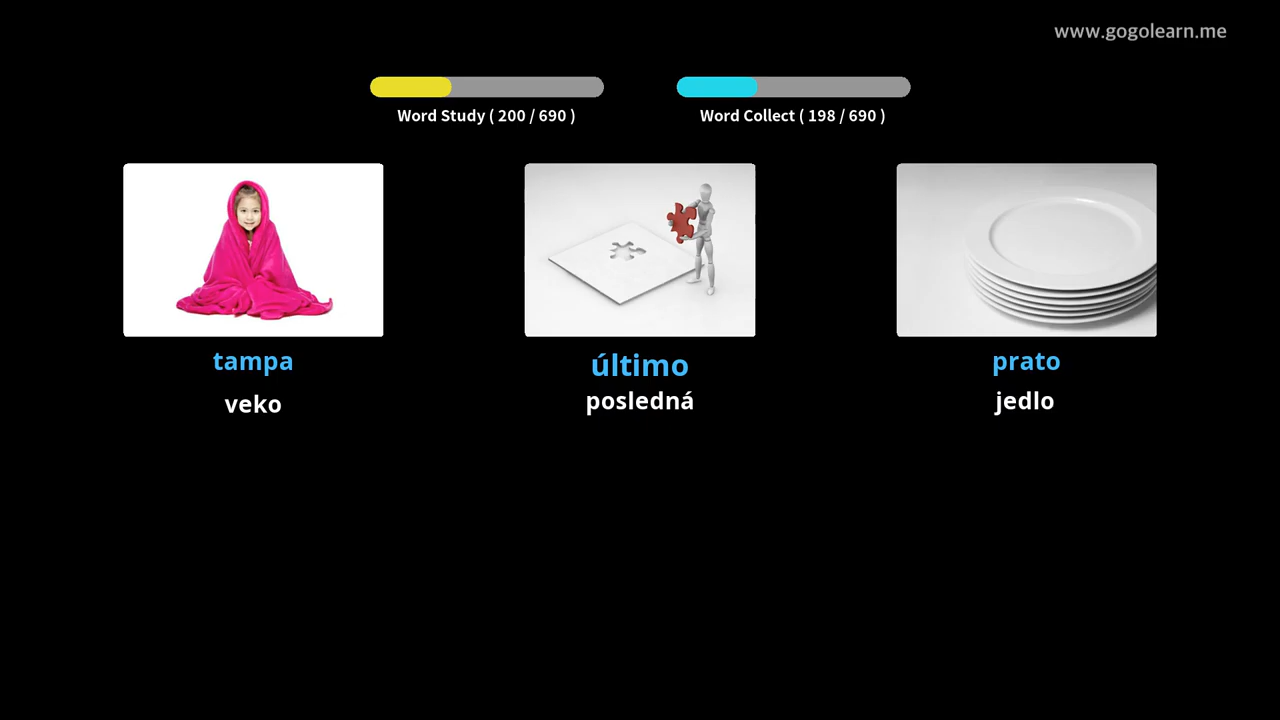 www.gogolearn.me
Word Study ( 200 / 690 )
Word Collect ( 198 / 690 )
tampa
veko
último
posledná
prato
jedlo